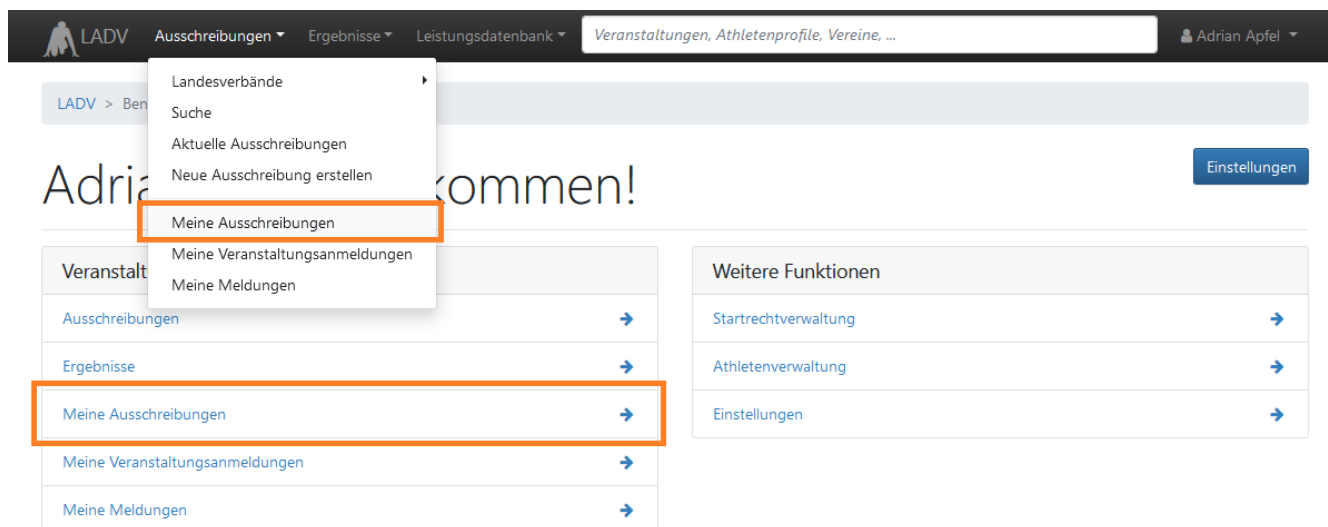 LADV Ausschreibungen Ergebnisse Leistungsdatenbank Veranstaltungen, Athletenprofile, Vereine, ... Adrian Apfel
Landesverbände
LADV > Ben
Suche
Aktuelle Ausschreibungen
Neue Ausschreibung erstellen
Einstellungen
Adria kommen!
Meine Ausschreibungen
Meine Veranstaltungsanmeldungen
Meine Meldungen
Veranstalt
Ausschreibungen
Ergebnisse
Meine Ausschreibungen
Meine Veranstaltungsanmeldungen
Meine Meldungen
Weitere Funktionen
Startrechtverwaltung
Athletenverwaltung
Einstellungen